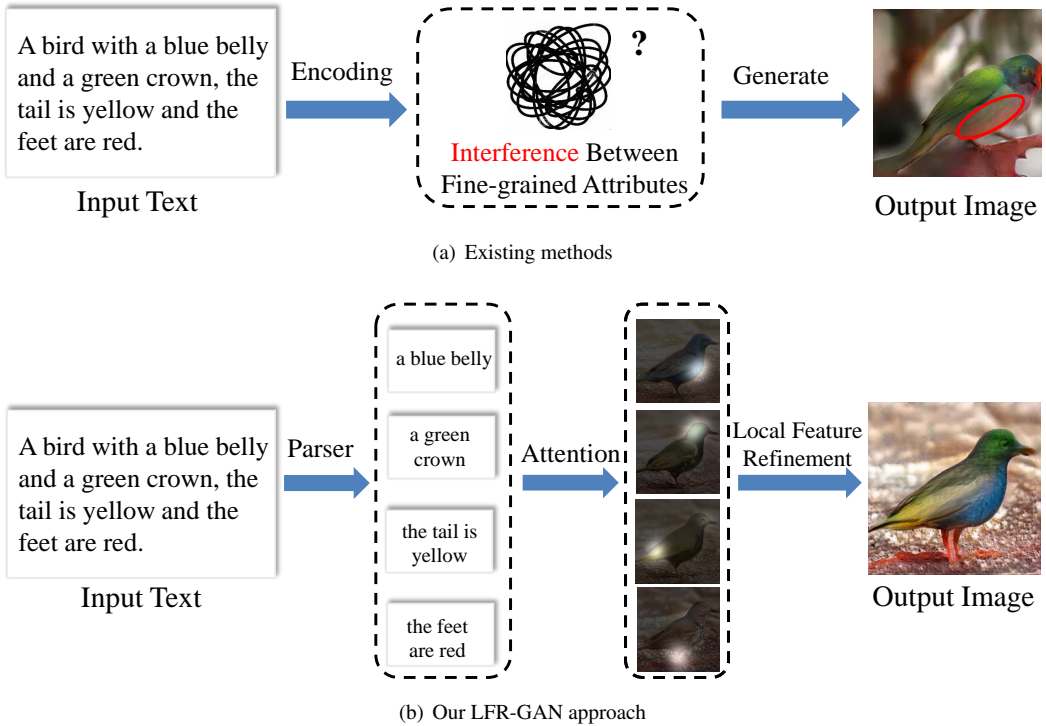 A bird with a blue belly
and a green crown, the
tail is yellow and the
feet are red.
Input Text
Encoding
?
Interference Between
Fine-grained Attributes
Generate
Output Image
(a) Existing methods
A bird with a blue belly
and a green crown, the
tail is yellow and the
feet are red.
Input Text
Parser
a blue belly
a green
crown
the tail is
yellow
the feet
are red
Attention
Local Feature
Refinement
Output Image
(b) Our LFR-GAN approach